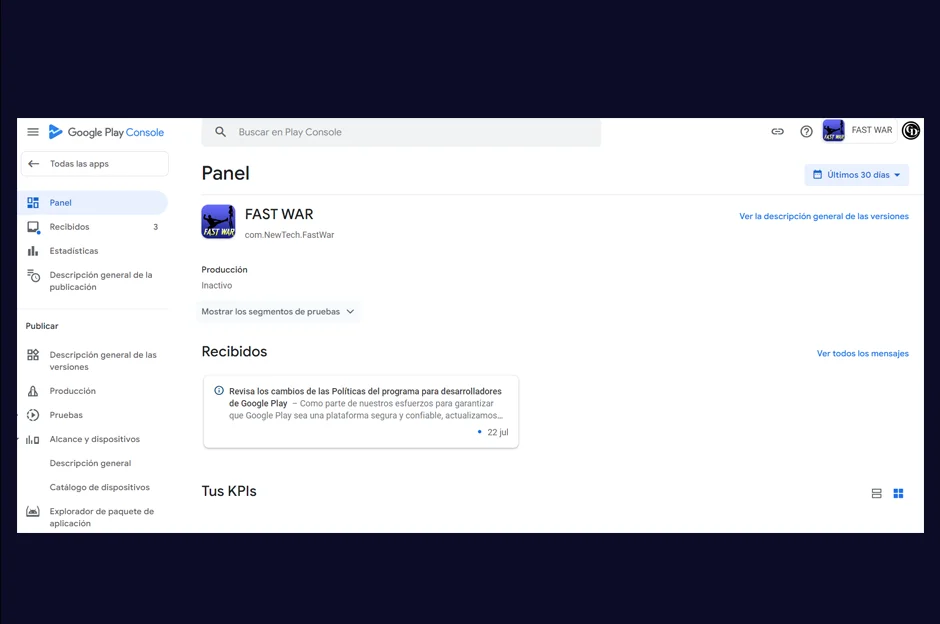 Google Play Console
Buscar en Play Console
FAST WAR
FAST WAR
Todas las apps
Panel
Recibidos 3
Estadísticas
Descripción general de la
publicación
Publicar
Descripción general de las
versiones
Producción
Pruebas
Alcance y dispositivos
Descripción general
Catálogo de dispositivos
Explorador de paquete de
aplicación
Panel
Últimos 30 días
FAST WAR
FAST WAR
com.NewTech.FastWar
Ver la descripción general de las versiones
Producción
Inactivo
Mostrar los segmentos de pruebas
Recibidos
Ver todos los mensajes
Revisa los cambios de las Políticas del programa para desarrolladores
de Google Play – Como parte de nuestros esfuerzos para garantizar
que Google Play sea una plataforma segura y confiable, actualizamos...
22 jul
Tus KPIs